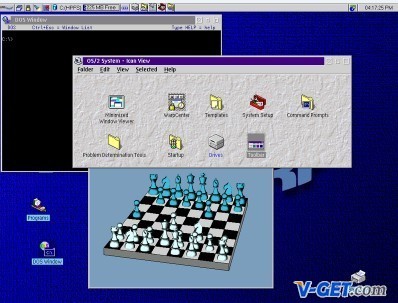 C:(HPFS)
325 MB Free
04:17:25 PM
DOS Window
DOS Ctrl+Esc = Window List Type HELP = help
[C:\]
OS/2 System - Icon View
Folder Edit View Selected Help
Minimized
Window Viewer
WarpCenter
Templates
System Setup
Command Prompts
Problem Determination Tools
Startup
Drives
Toolbar
Programs
DOS Window
V-GET.com